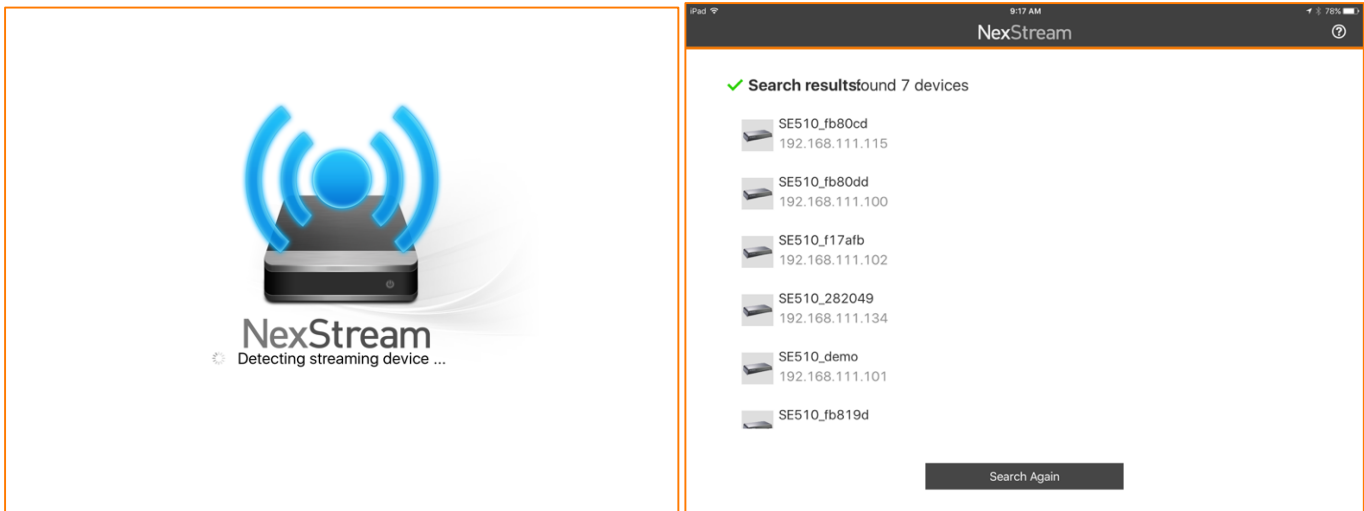 NexStream
Detecting streaming device ...
iPad 9:17 AM 78%
NexStream
Search results:found 7 devices
SE510_fb80cd
192.168.111.115
SE510_fb80dd
192.168.111.100
SE510_f17afb
192.168.111.102
SE510_282049
192.168.111.134
SE510_demo
192.168.111.101
SE510_fb819d
Search Again